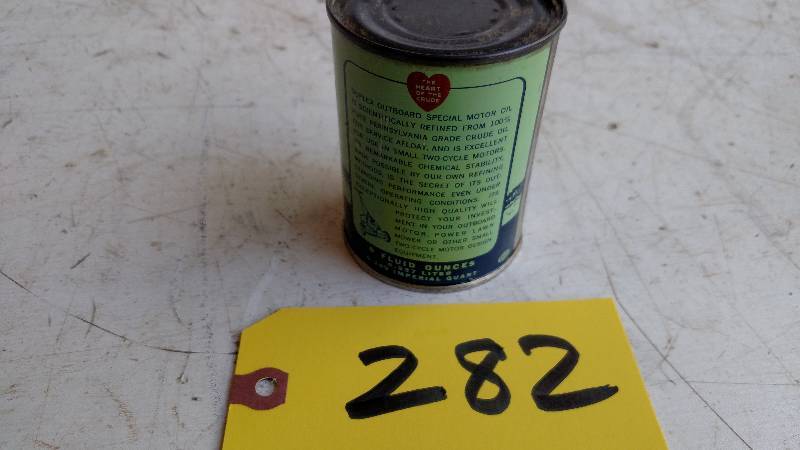 THE
HEART
OF THE
CRUDE
DUPLEX OUTBOARD SPECIAL MOTOR OIL
IS SCIENTIFICALLY REFINED FROM 100%
PURE PENNSYLVANIA GRADE CRUDE OIL
FOR SERVICE AFLOAT, AND IS EXCELLENT
FOR USE IN SMALL TWO-CYCLE MOTORS.
ITS REMARKABLE CHEMICAL STABILITY,
MADE POSSIBLE BY OUR OWN REFINING
METHODS, IS THE SECRET OF ITS OUT-
STANDING PERFORMANCE EVEN UNDER
OPERATING CONDITIONS. ITS
EXCEPTIONALLY HIGH QUALITY WILL
PROTECT YOUR INVEST-
MENT IN YOUR OUTBOARD
MOTOR, POWER LAWN
MOWER OR OTHER SMALL
TWO-CYCLE MOTOR DESIGN
EQUIPMENT.
8 FLUID OUNCES
LITER
IMPERIAL QUART
282